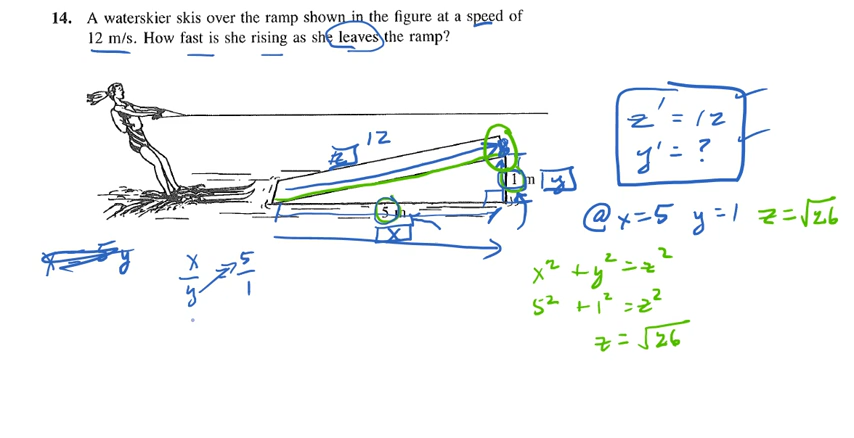 14. A waterskier skis over the ramp shown in the figure at a speed of
12 m/s. How fast is she rising as she leaves the ramp?
z' = 12
y' = ?
z 12
1 m y
5 m
x
@ x=5 y=1 z=√26
x = 5y
x/y = 5/1
x² + y² = z²
5² + 1² = z²
z = √26